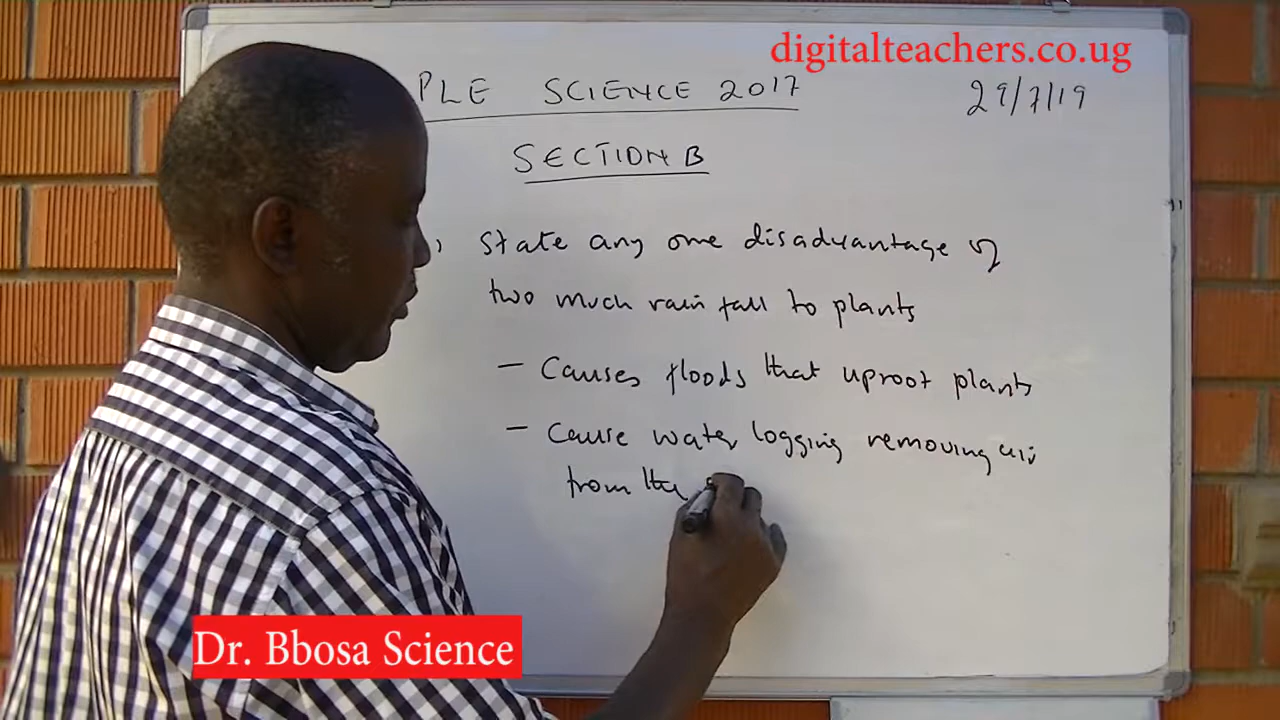 digitalteachers.co.ug
PLE SCIENCE 2017
29/7/19
SECTION B
State any one disadvantage of
two much rain fall to plants
- Causes floods that uproot plants
- Cause water logging removing air
from the
Dr. Bbosa Science